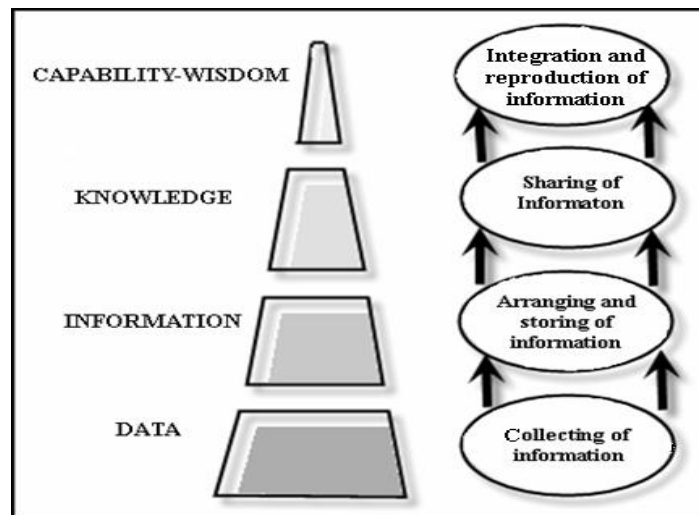 CAPABILITY-WISDOM
Integration and
reproduction of
information
KNOWLEDGE
Sharing of
Informaton
INFORMATION
Arranging and
storing of
information
DATA
Collecting of
information